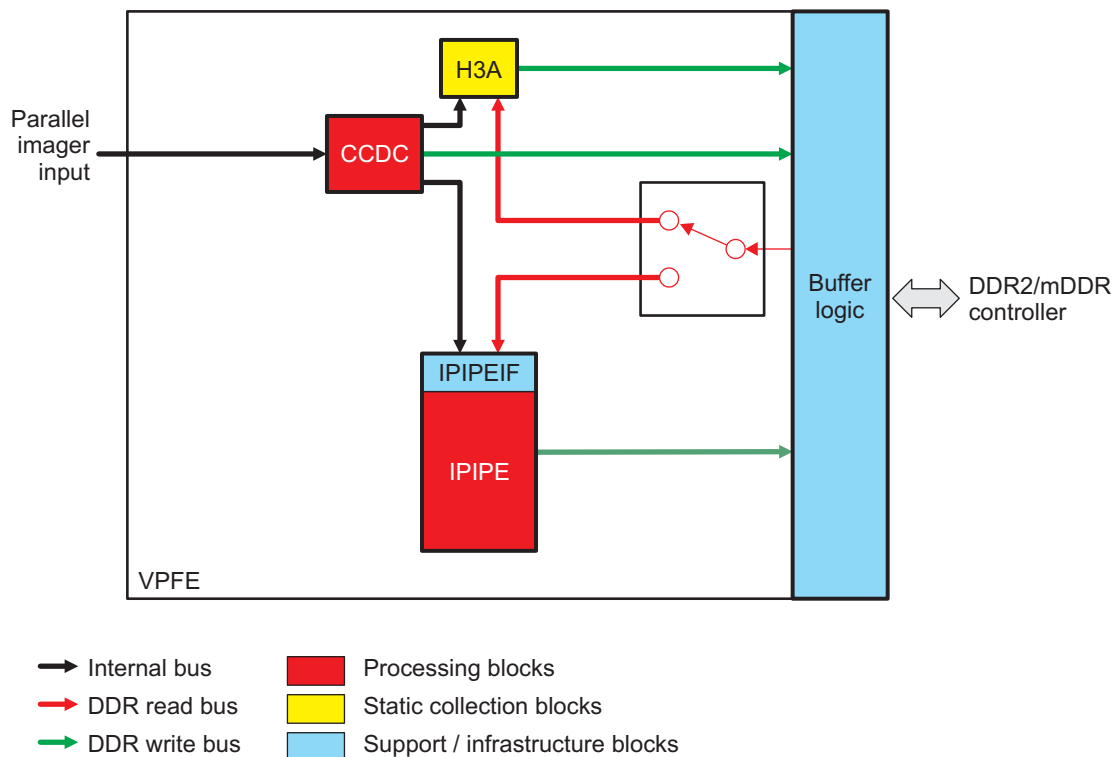 H3A
Parallel
imager
input
CCDC
Buffer
logic
DDR2/mDDR
controller
IPIPEIF
IPIPE
VPFE
Internal bus
Processing blocks
DDR read bus
Static collection blocks
DDR write bus
Support / infrastructure blocks